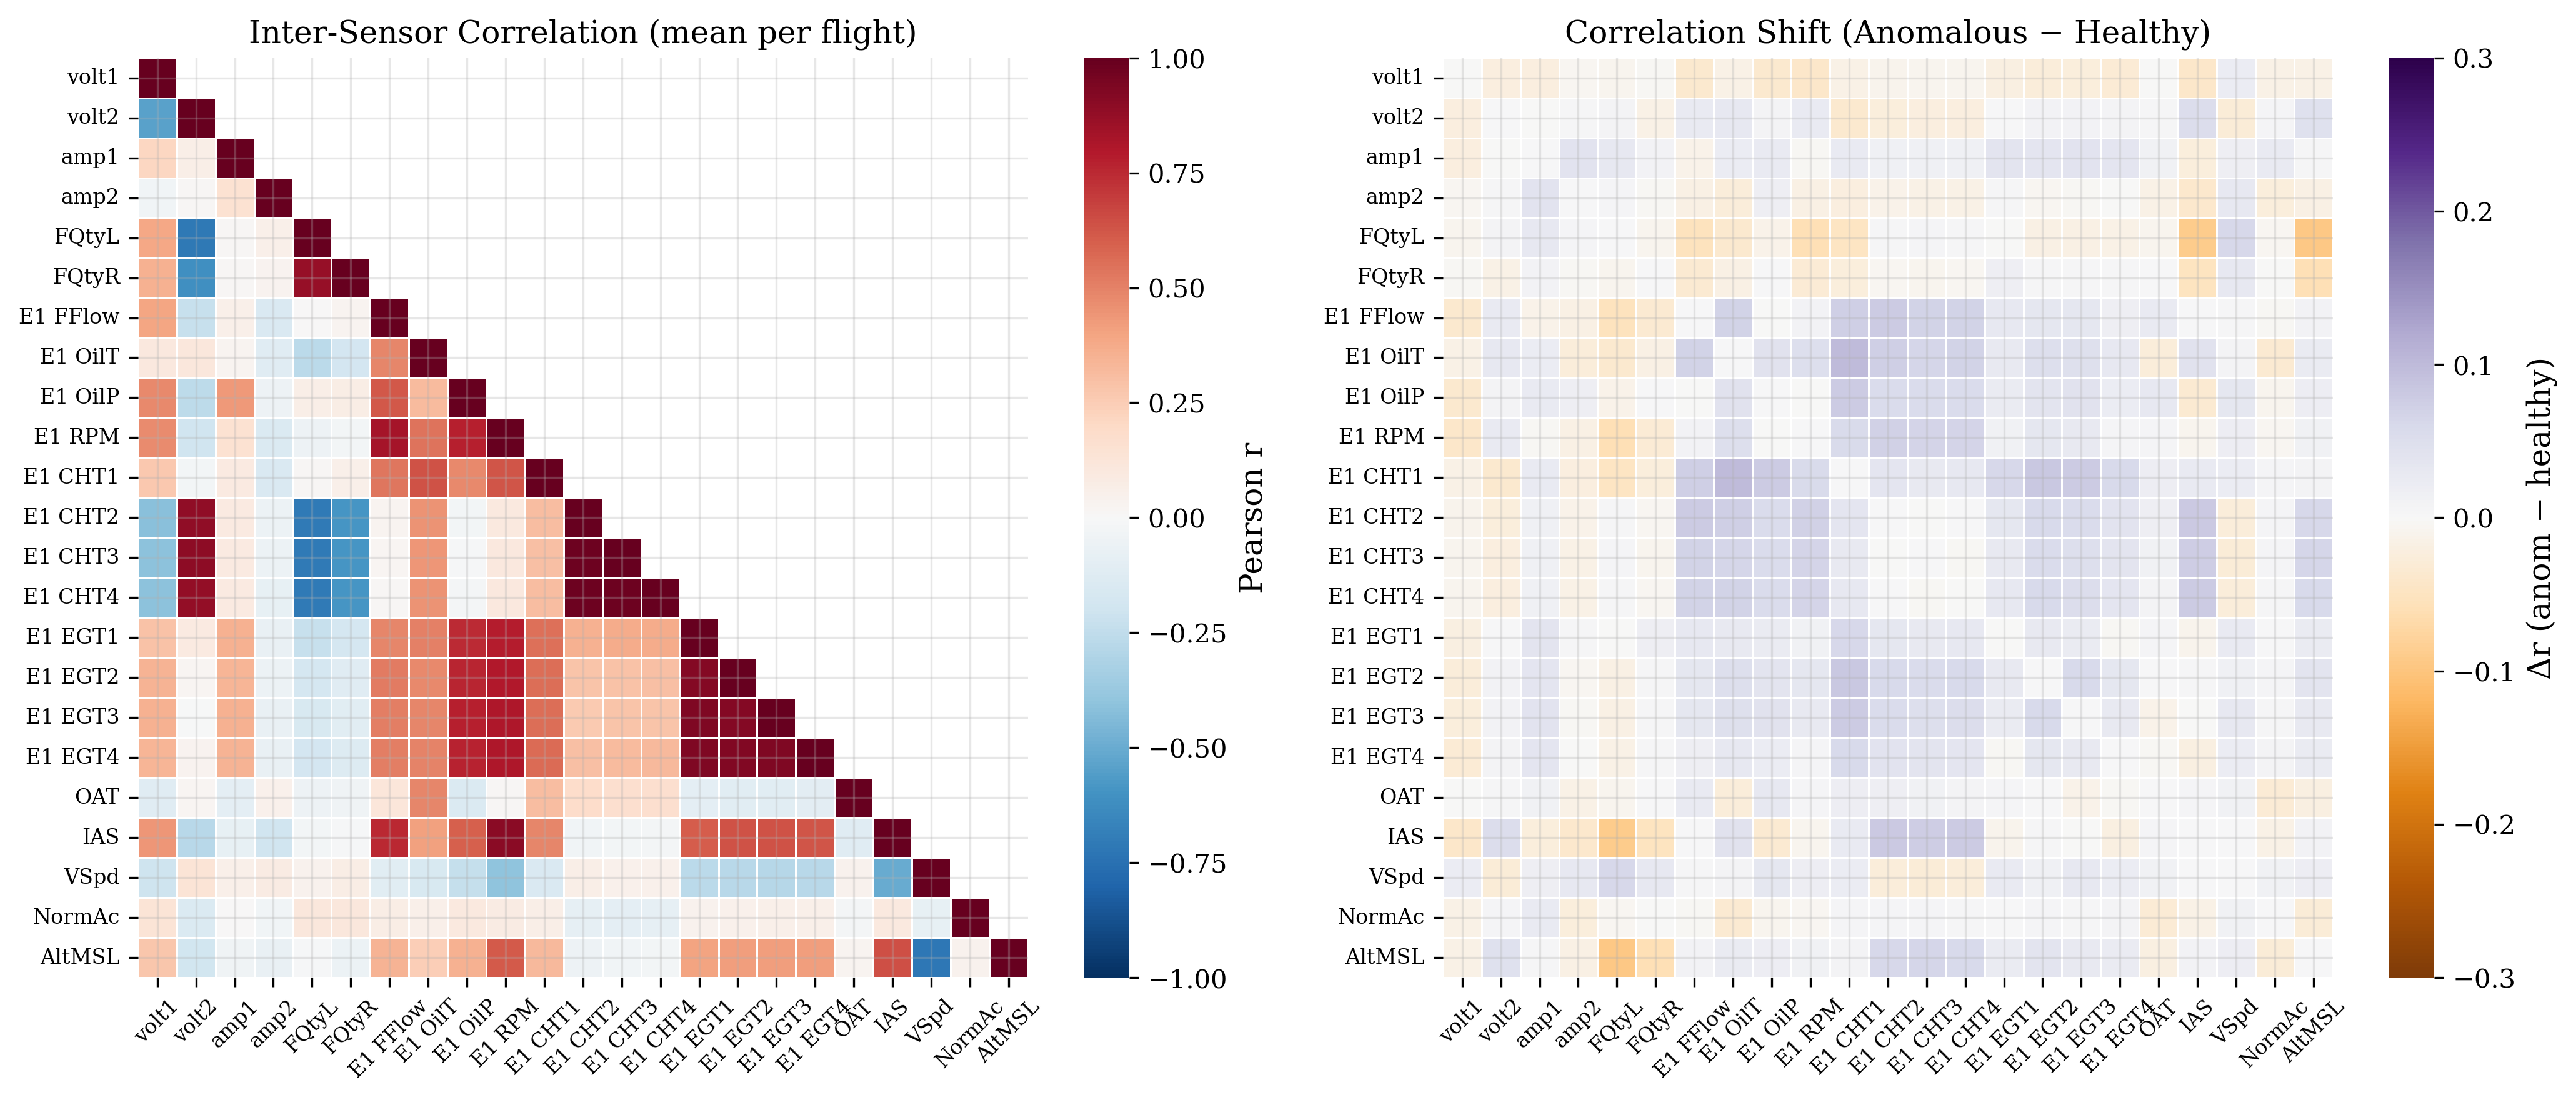 Inter-Sensor Correlation (mean per flight)
volt1
volt2
amp1
amp2
FQtyL
FQtyR
E1 FFlow
E1 OilT
E1 OilP
E1 RPM
E1 CHT1
E1 CHT2
E1 CHT3
E1 CHT4
E1 EGT1
E1 EGT2
E1 EGT3
E1 EGT4
OAT
IAS
VSpd
NormAc
AltMSL
volt1
volt2
amp1
amp2
FQtyL
FQtyR
E1 FFlow
E1 OilT
E1 OilP
E1 RPM
E1 CHT1
E1 CHT2
E1 CHT3
E1 CHT4
E1 EGT1
E1 EGT2
E1 EGT3
E1 EGT4
OAT
IAS
VSpd
NormAc
AltMSL
1.00
0.75
0.50
0.25
0.00
−0.25
−0.50
−0.75
−1.00
Pearson r
Correlation Shift (Anomalous − Healthy)
volt1
volt2
amp1
amp2
FQtyL
FQtyR
E1 FFlow
E1 OilT
E1 OilP
E1 RPM
E1 CHT1
E1 CHT2
E1 CHT3
E1 CHT4
E1 EGT1
E1 EGT2
E1 EGT3
E1 EGT4
OAT
IAS
VSpd
NormAc
AltMSL
volt1
volt2
amp1
amp2
FQtyL
FQtyR
E1 FFlow
E1 OilT
E1 OilP
E1 RPM
E1 CHT1
E1 CHT2
E1 CHT3
E1 CHT4
E1 EGT1
E1 EGT2
E1 EGT3
E1 EGT4
OAT
IAS
VSpd
NormAc
AltMSL
0.3
0.2
0.1
0.0
−0.1
−0.2
−0.3
Δr (anom − healthy)